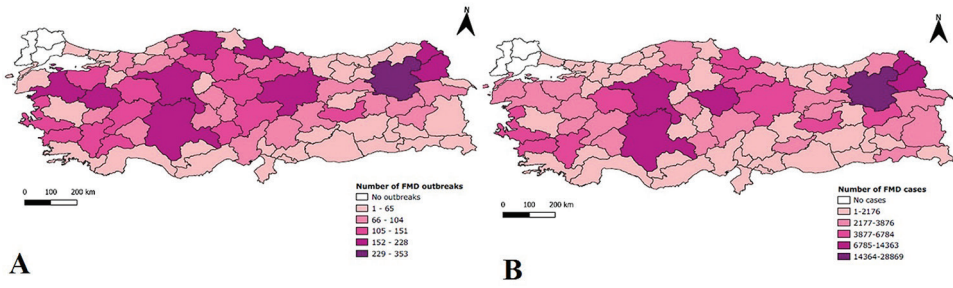 N
0 100 200 km
Number of FMD outbreaks
No outbreaks
1 - 65
66 - 104
105 - 151
152 - 228
229 - 353
A
N
0 100 200 km
Number of FMD cases
No cases
1-2176
2177-3876
3877-6784
6785-14363
14364-28869
B